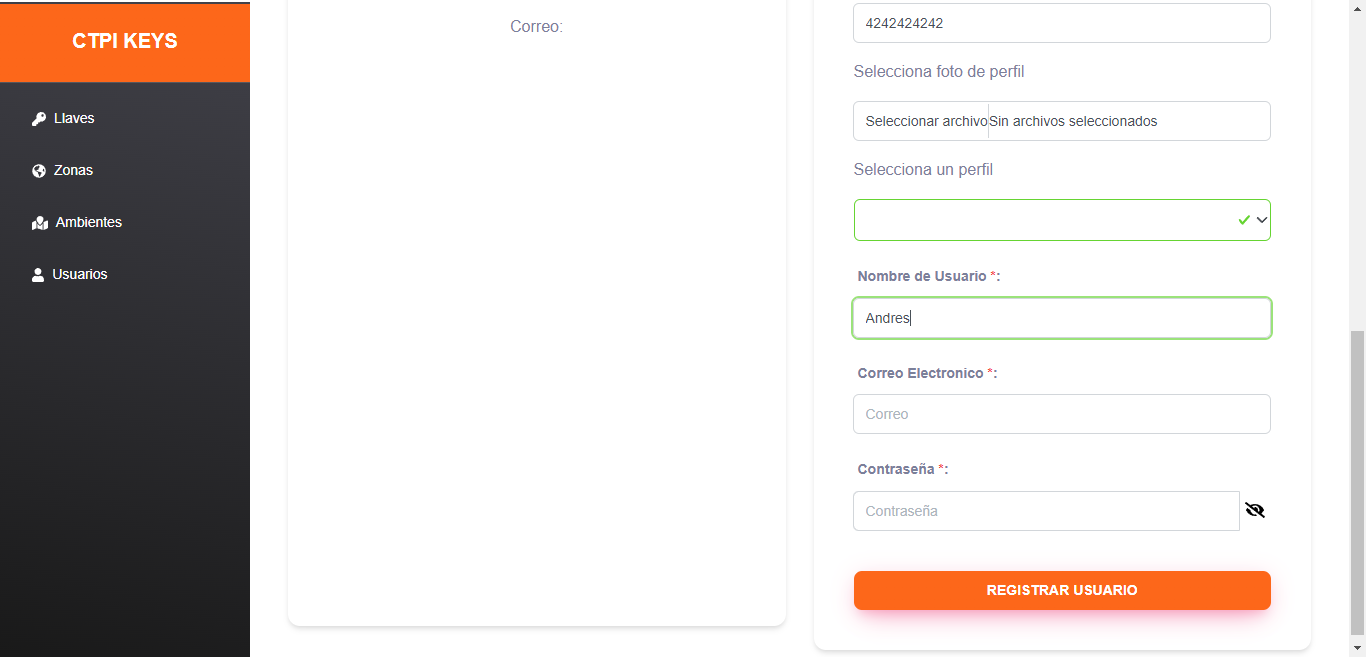 CTPI KEYS
Llaves
Zonas
Ambientes
Usuarios
Correo:
4242424242
Selecciona foto de perfil
Seleccionar archivo Sin archivos seleccionados
Selecciona un perfil
Nombre de Usuario *:
Andres
Correo Electronico *:
Correo
Contraseña *:
Contraseña
REGISTRAR USUARIO